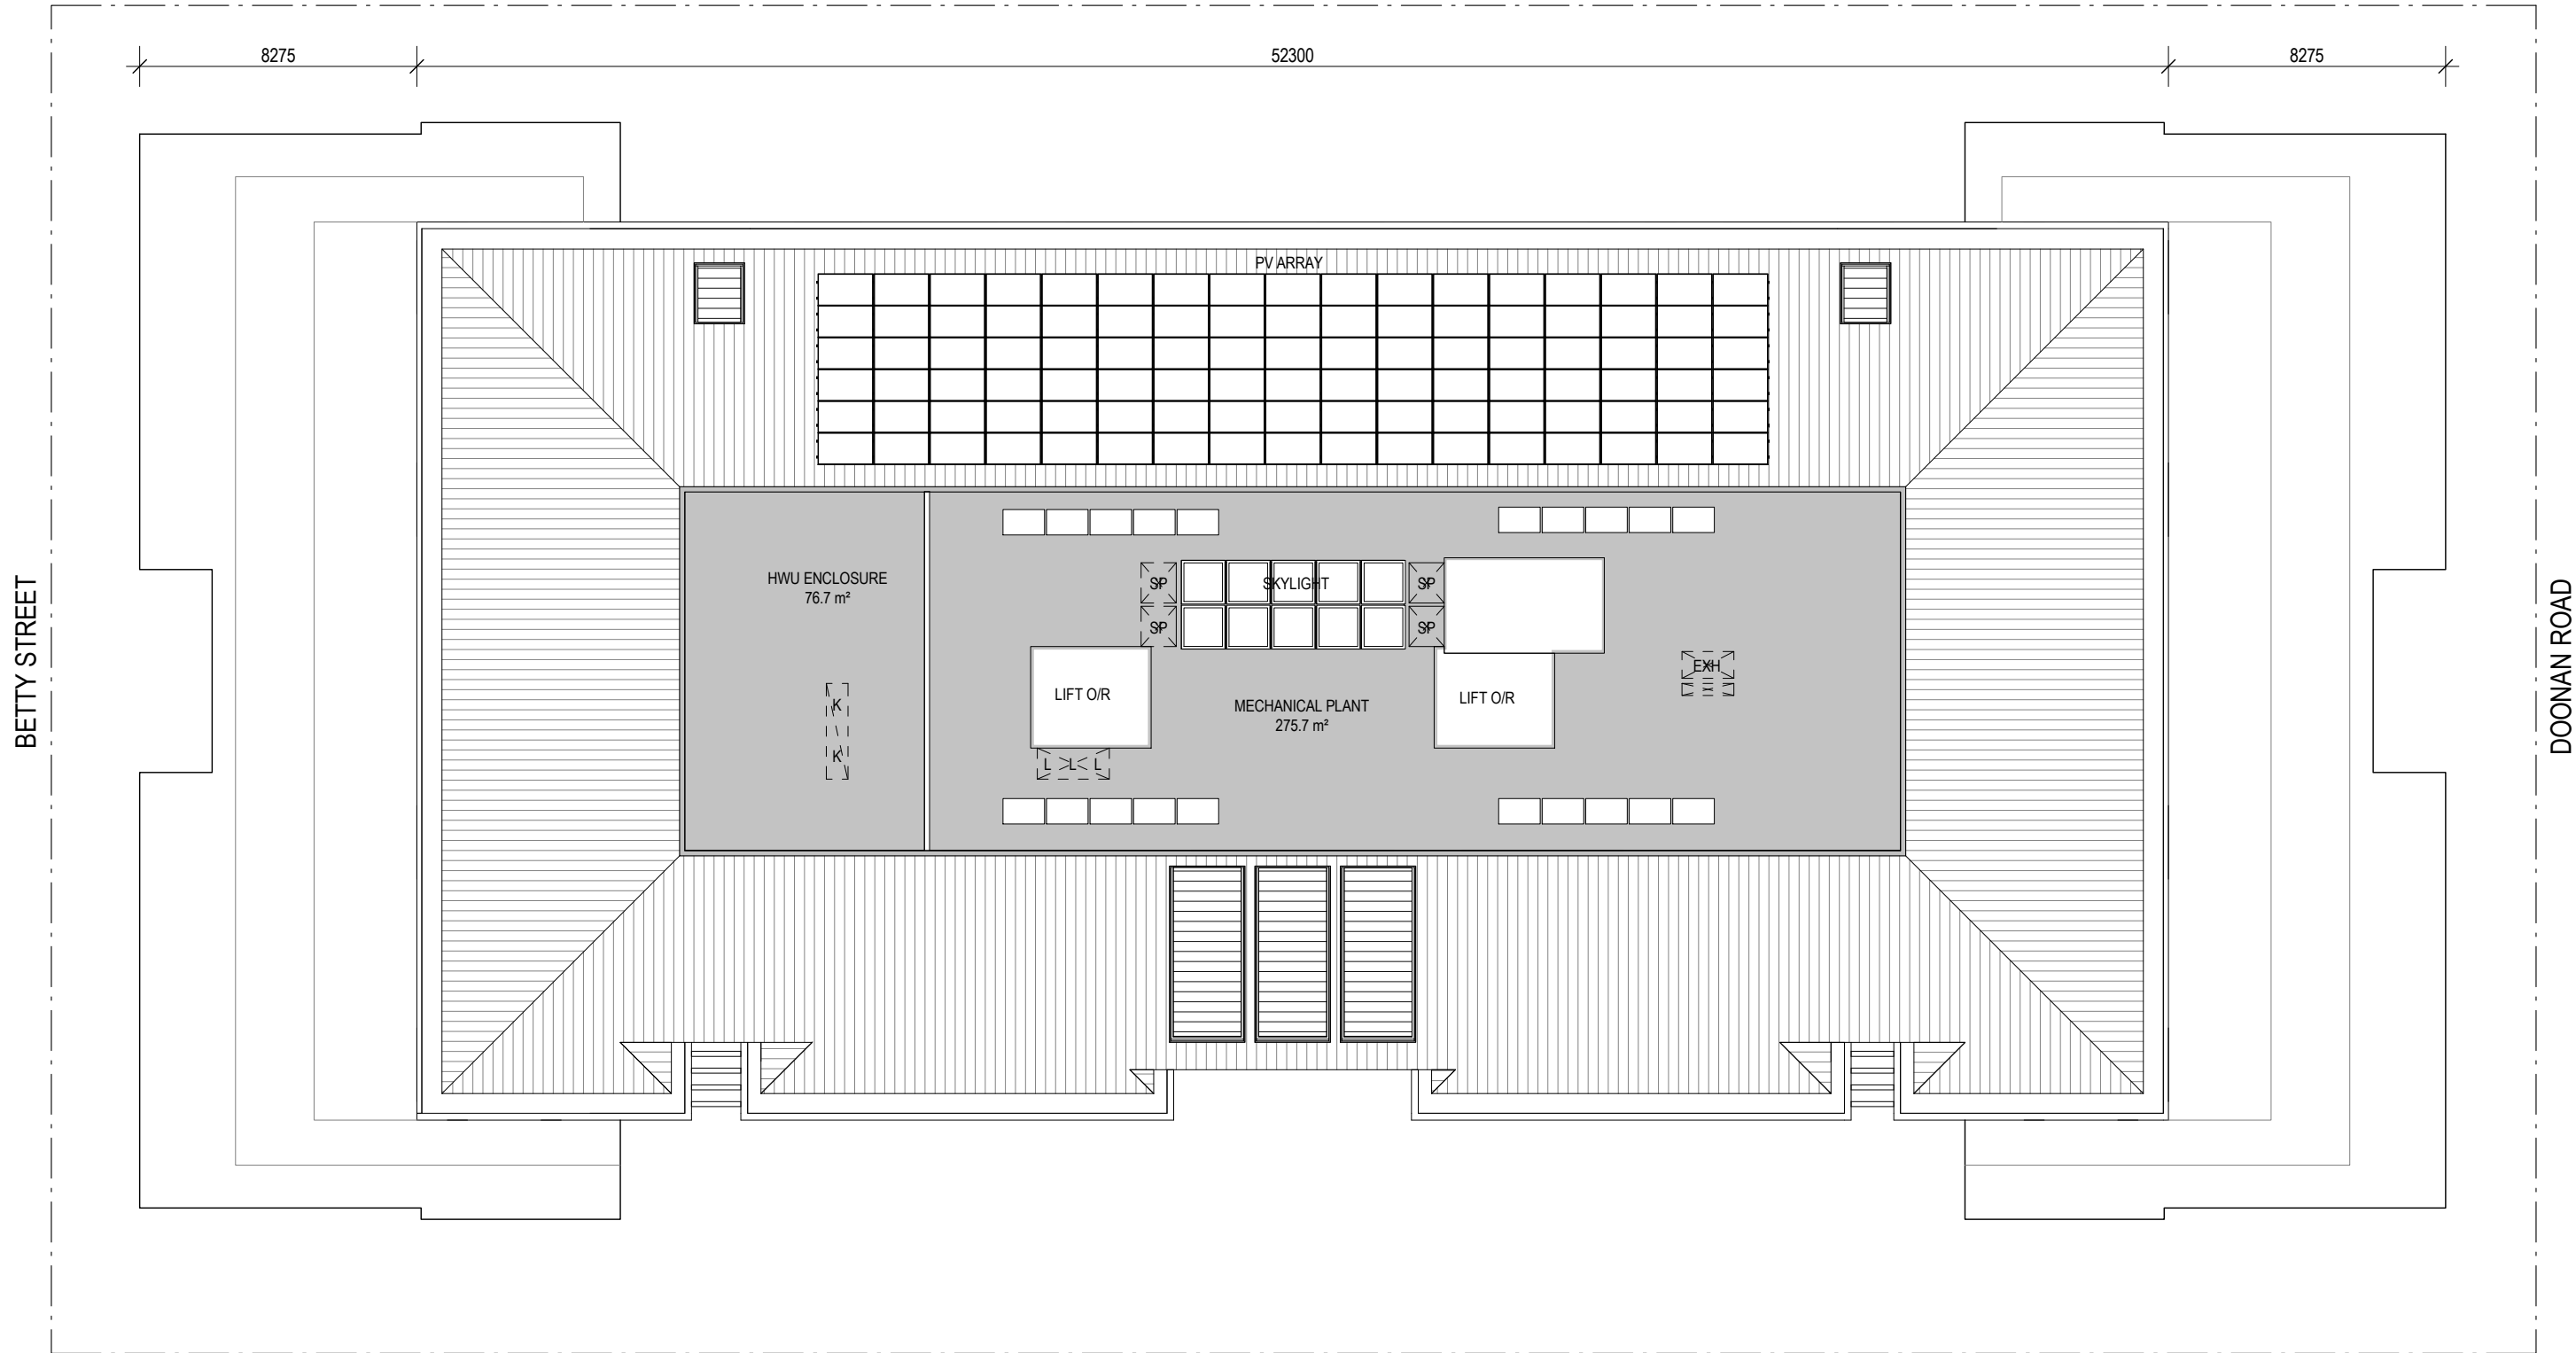 8275
52300
8275
PV ARRAY
HWU ENCLOSURE
76.7 m²
SP
SKYLIGHT
SP
SP
SP
BETTY STREET
DOONAN ROAD
EXH
LIFT O/R
LIFT O/R
K
MECHANICAL PLANT
275.7 m²
K
L L L